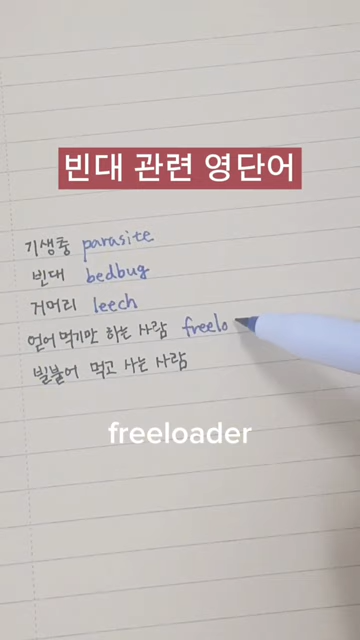 빈대 관련 영단어
기생충 parasite
빈대 bedbug
거머리 leech
얻어 먹기만 하는 사람 freelo
빌붙어 먹고 사는 사람
freeloader